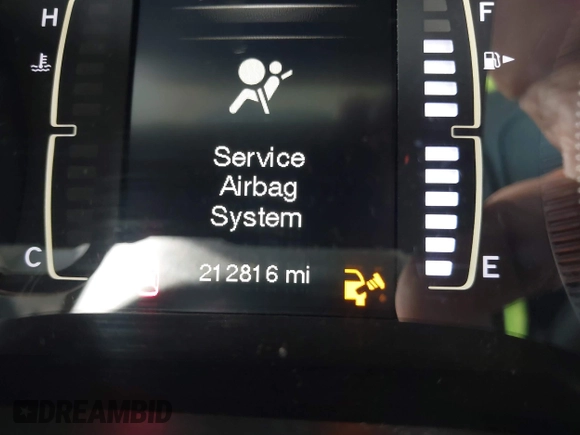 H
F
Service
Airbag
System
C
212816 mi
E
DREAMBID